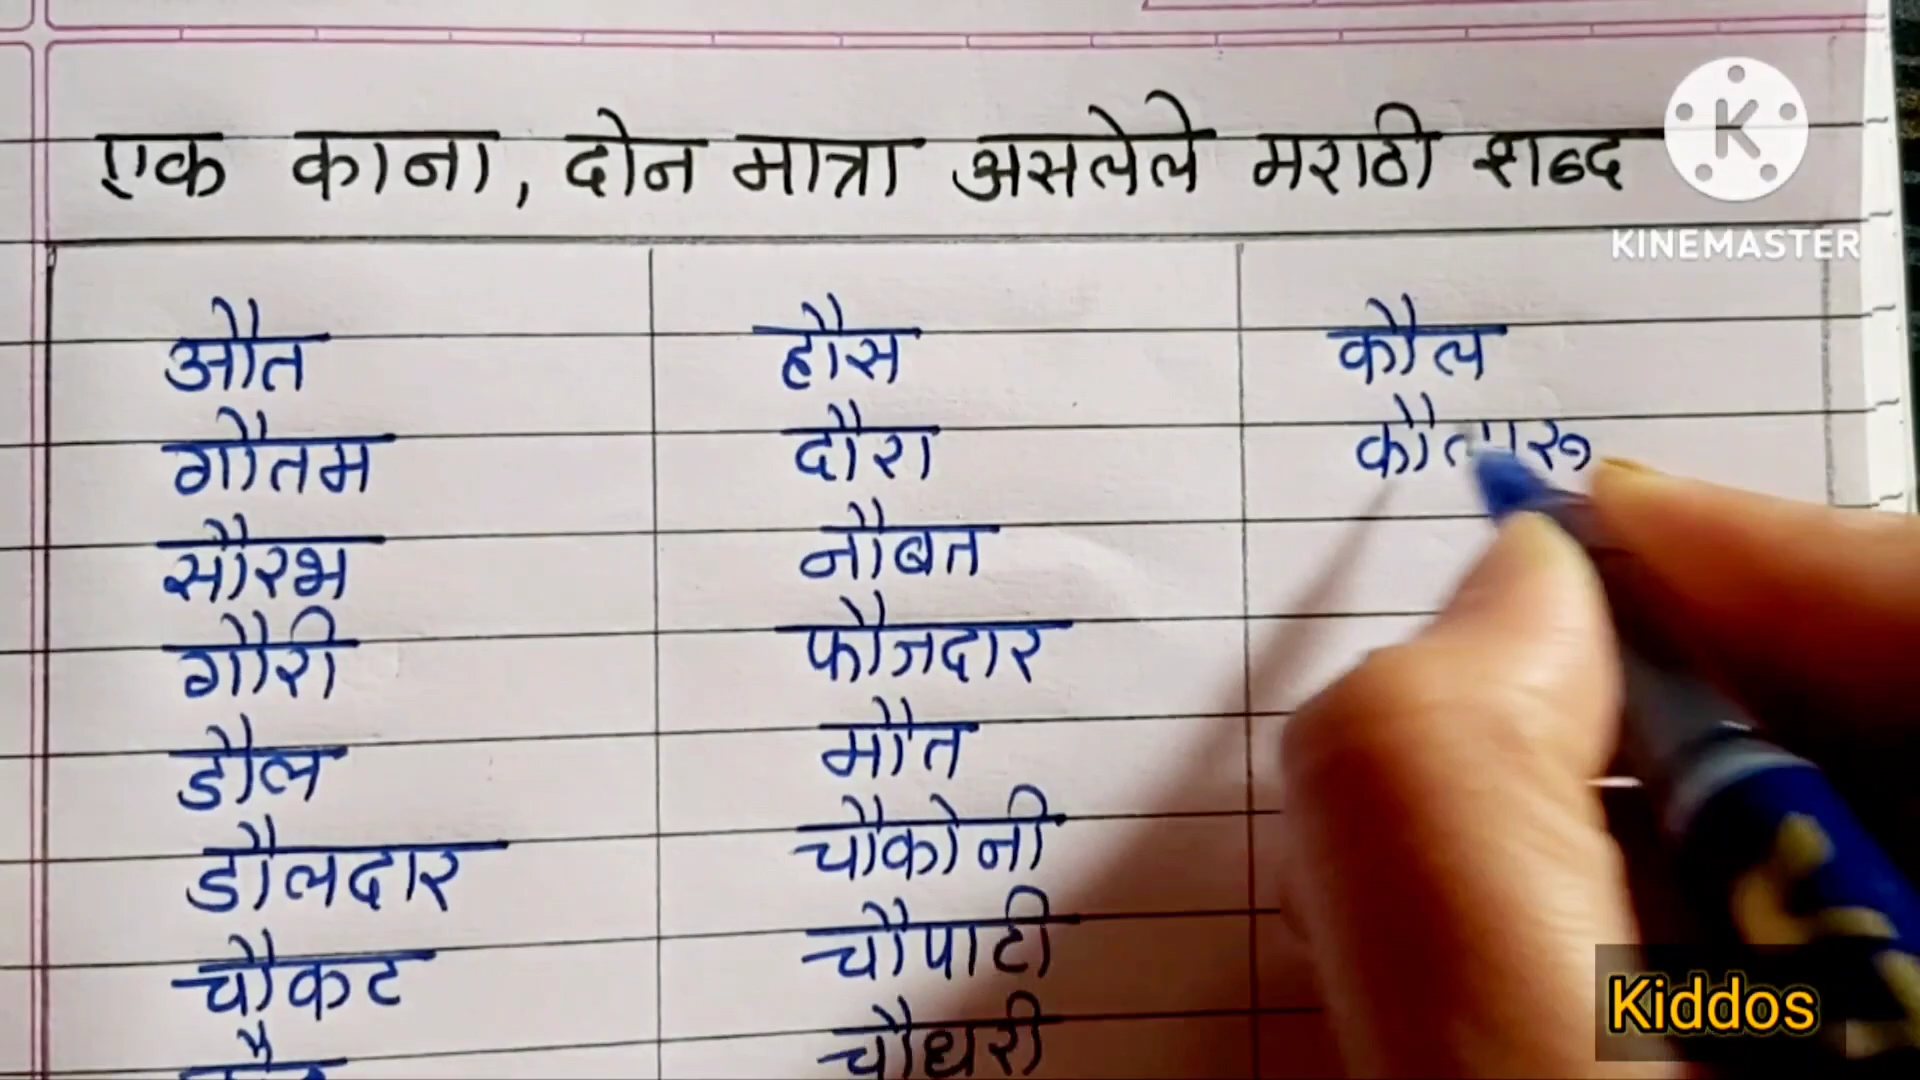 एक काना, दोन मात्रा असलेले मराठी शब्द
KINEMASTER
औत हौस कौल
गौतम दौरा कौलारू
सौरभ नौबत
गौरी फौजदार
डौल मौत
डौलदार चौकोनी
चौकट चौपाटी
चौधरी
Kiddos